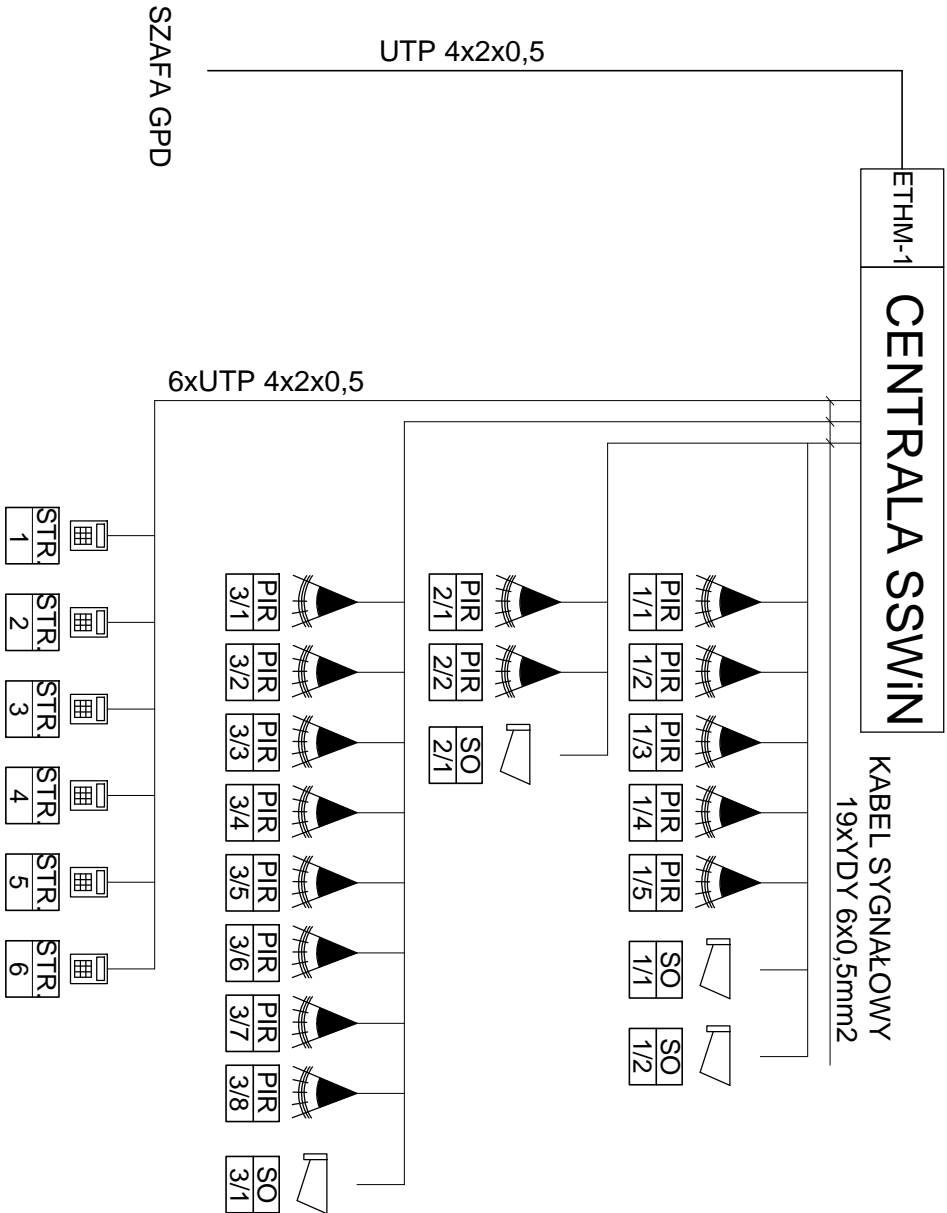 ETHM-1
CENTRALA SSWiN
KABEL SYGNAŁOWY
19xYDY 6x0,5mm2
UTP 4x2x0,5
SZAFA GPD
6xUTP 4x2x0,5
PIR
1/1
PIR
1/2
PIR
1/3
PIR
1/4
PIR
1/5
SO
1/1
SO
1/2
PIR
2/1
PIR
2/2
SO
2/1
PIR
3/1
PIR
3/2
PIR
3/3
PIR
3/4
PIR
3/5
PIR
3/6
PIR
3/7
PIR
3/8
SO
3/1
STR.
1
STR.
2
STR.
3
STR.
4
STR.
5
STR.
6